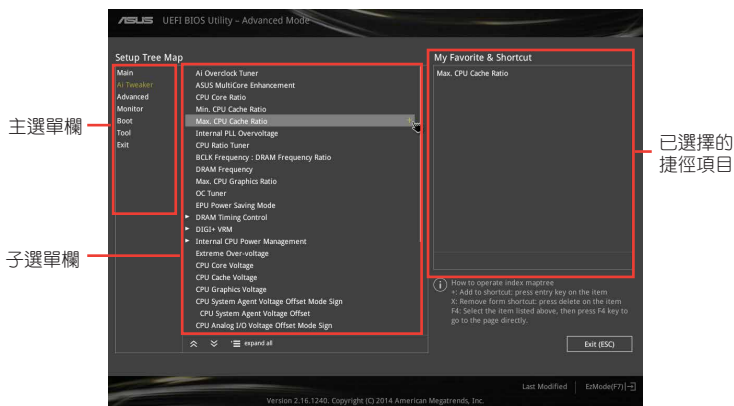 ASUS UEFI BIOS Utility – Advanced Mode
Setup Tree Map
Main
Ai Tweaker
Advanced
Monitor
Boot
Tool
Exit
Ai Overclock Tuner
ASUS MultiCore Enhancement
CPU Core Ratio
Min. CPU Cache Ratio
Max. CPU Cache Ratio
Internal PLL Overvoltage
CPU Ratio Tuner
BCLK Frequency : DRAM Frequency Ratio
DRAM Frequency
Max. CPU Graphics Ratio
OC Tuner
EPU Power Saving Mode
DRAM Timing Control
DIGI+ VRM
Internal CPU Power Management
Extreme Over-voltage
CPU Core Voltage
CPU Cache Voltage
CPU Graphics Voltage
CPU System Agent Voltage Offset Mode Sign
CPU System Agent Voltage Offset
CPU Analog I/O Voltage Offset Mode Sign
expand all
My Favorite & Shortcut
Max. CPU Cache Ratio
How to operate index maptree
+: Add to shortcut: press entry key on the item
X: Remove form shortcut: press delete on the item
F4: Select the item listed above, then press F4 key to
go to the page directly.
Exit (ESC)
Last Modified
EzMode(F7)
Version 2.16.1240. Copyright (C) 2014 American Megatrends, Inc.
主選單欄
子選單欄
已選擇的
捷徑項目